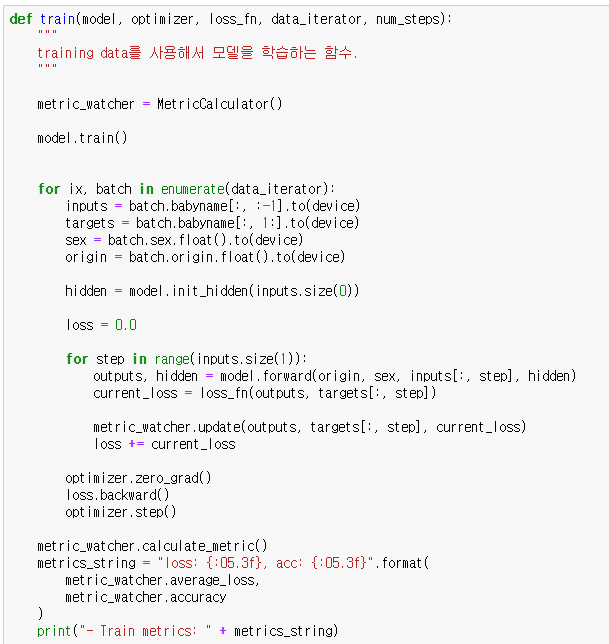 def train(model, optimizer, loss_fn, data_iterator, num_steps):
    """
    training data를 사용해서 모델을 학습하는 함수.
    """

    metric_watcher = MetricCalculator()

    model.train()


    for ix, batch in enumerate(data_iterator):
        inputs = batch.babyname[:, :-1].to(device)
        targets = batch.babyname[:, 1:].to(device)
        sex = batch.sex.float().to(device)
        origin = batch.origin.float().to(device)

        hidden = model.init_hidden(inputs.size(0))

        loss = 0.0

        for step in range(inputs.size(1)):
            outputs, hidden = model.forward(origin, sex, inputs[:, step], hidden)
            current_loss = loss_fn(outputs, targets[:, step])

            metric_watcher.update(outputs, targets[:, step], current_loss)
            loss += current_loss

        optimizer.zero_grad()
        loss.backward()
        optimizer.step()

    metric_watcher.calculate_metric()
    metrics_string = "loss: {:05.3f}, acc: {:05.3f}".format(
        metric_watcher.average_loss,
        metric_watcher.accuracy
    )
    print("- Train metrics: " + metrics_string)